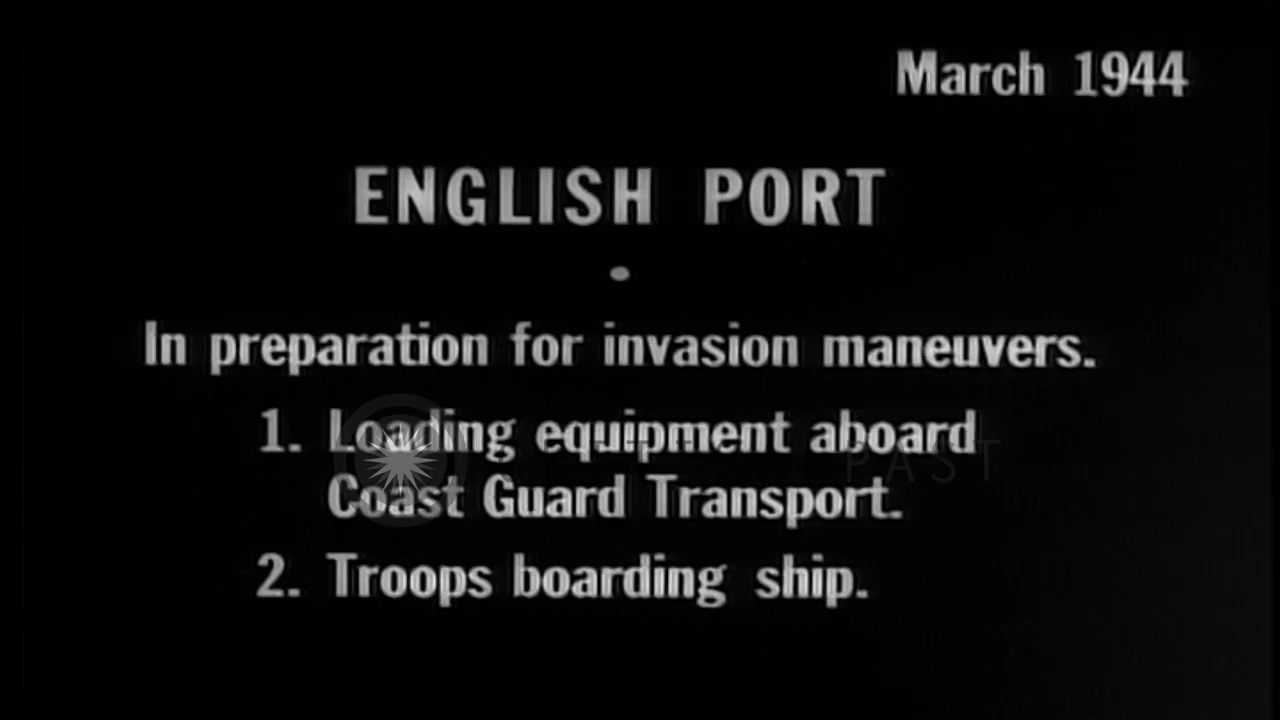 March 1944
ENGLISH PORT
In preparation for invasion maneuvers.
1. Loading equipment aboard
Coast Guard Transport.
2. Troops boarding ship.
PAST